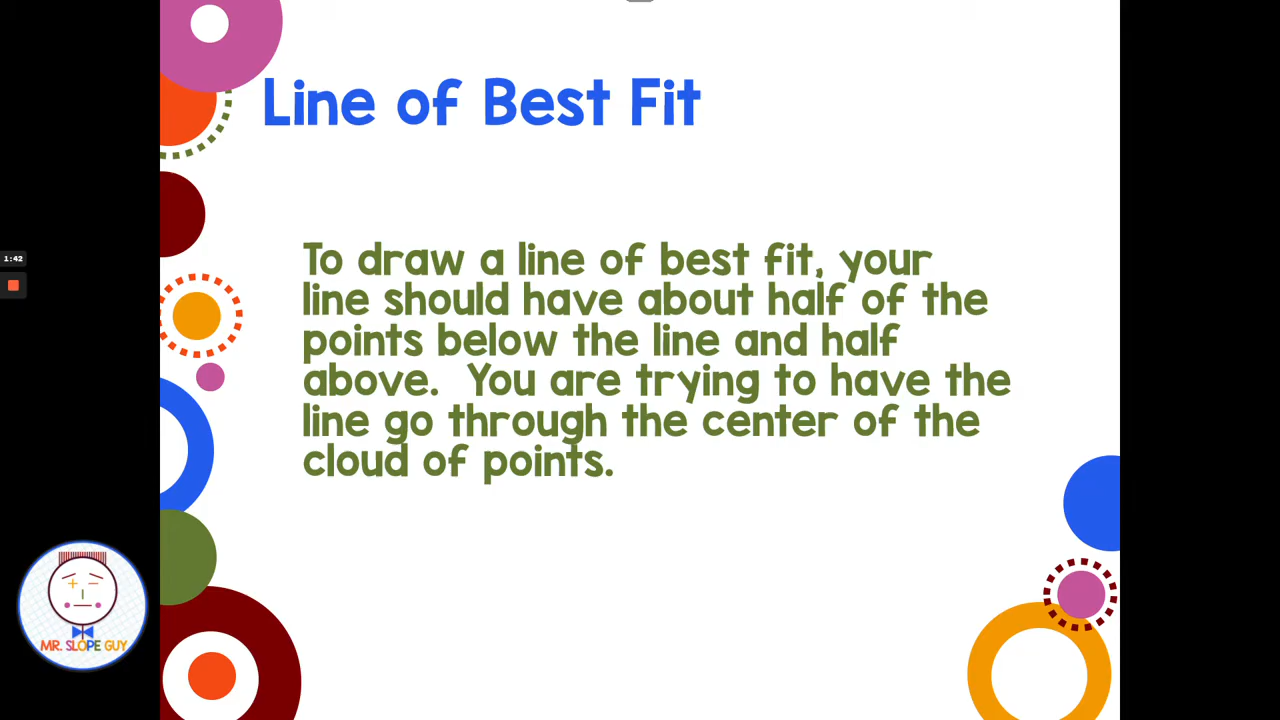 Line of Best Fit
1:42
To draw a line of best fit, your
line should have about half of the
points below the line and half
above.  You are trying to have the
line go through the center of the
cloud of points.
MR. SLOPE GUY